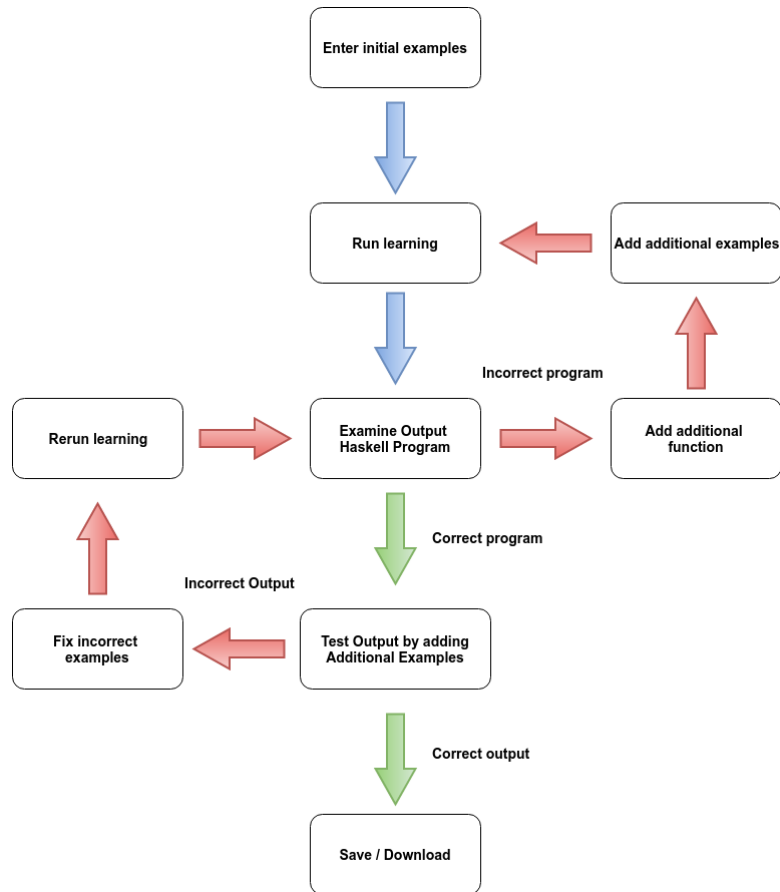 Enter initial examples
Run learning
Add additional examples
Incorrect program
Rerun learning
Examine Output
Haskell Program
Add additional
function
Correct program
Incorrect Output
Fix incorrect
examples
Test Output by adding
Additional Examples
Correct output
Save / Download